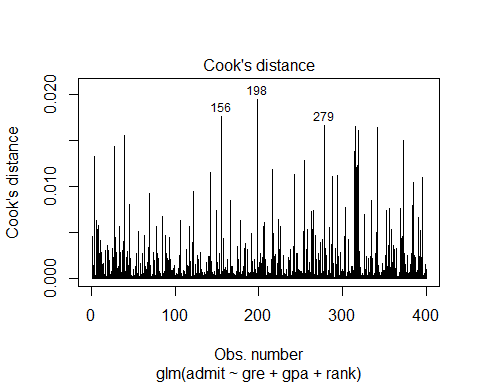 Cook's distance
198
156
279
Cook's distance
0.020
0.010
0.000
0 100 200 300 400
Obs. number
glm(admit ~ gre + gpa + rank)